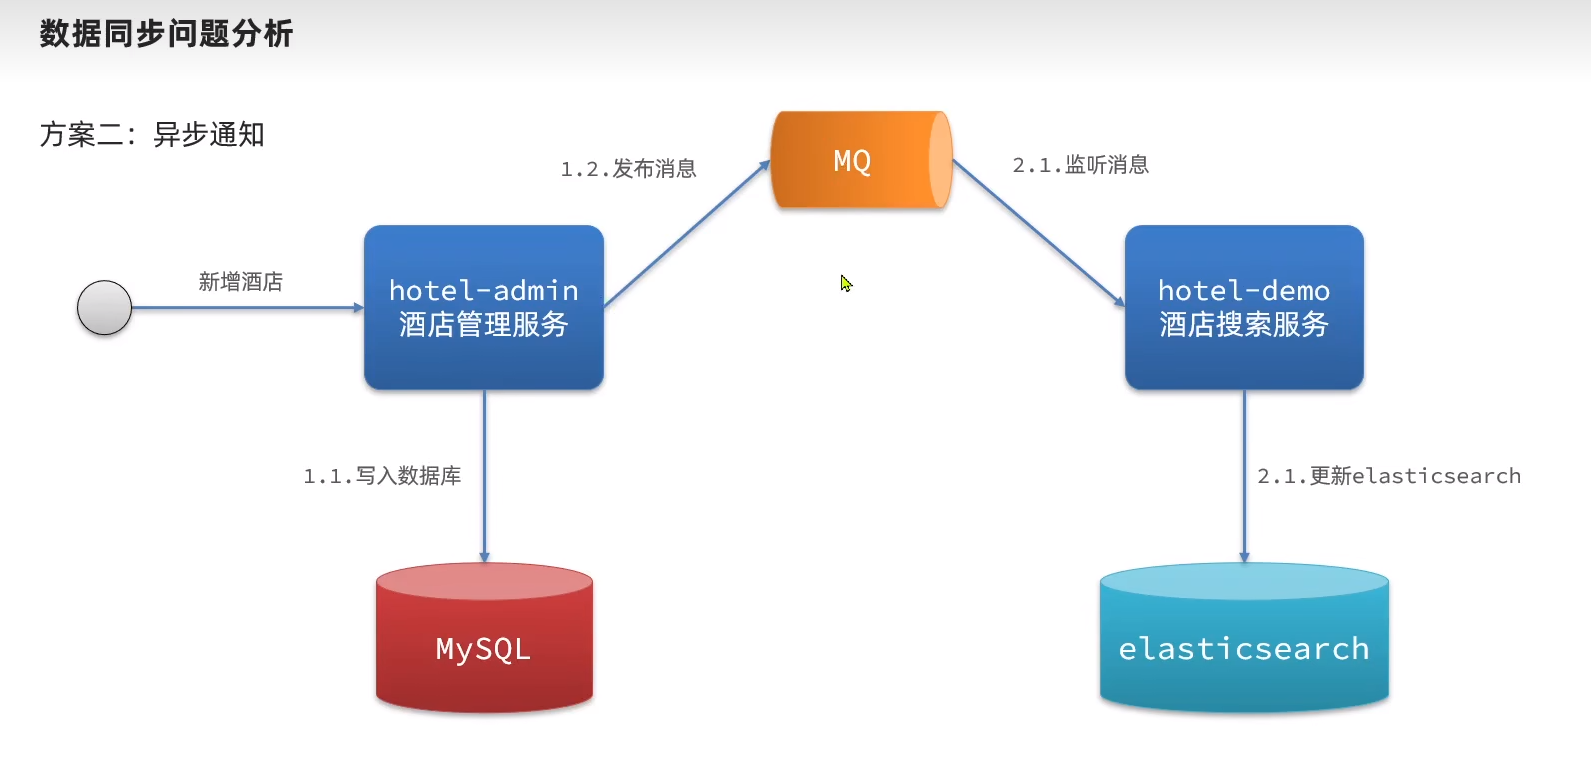 数据同步问题分析
方案二：异步通知
1.2.发布消息
MQ
2.1.监听消息
新增酒店
hotel-admin
酒店管理服务
hotel-demo
酒店搜索服务
1.1.写入数据库
2.1.更新elasticsearch
MySQL
elasticsearch